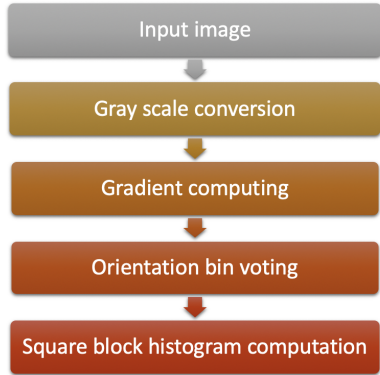 Input image
Gray scale conversion
Gradient computing
Orientation bin voting
Square block histogram computation